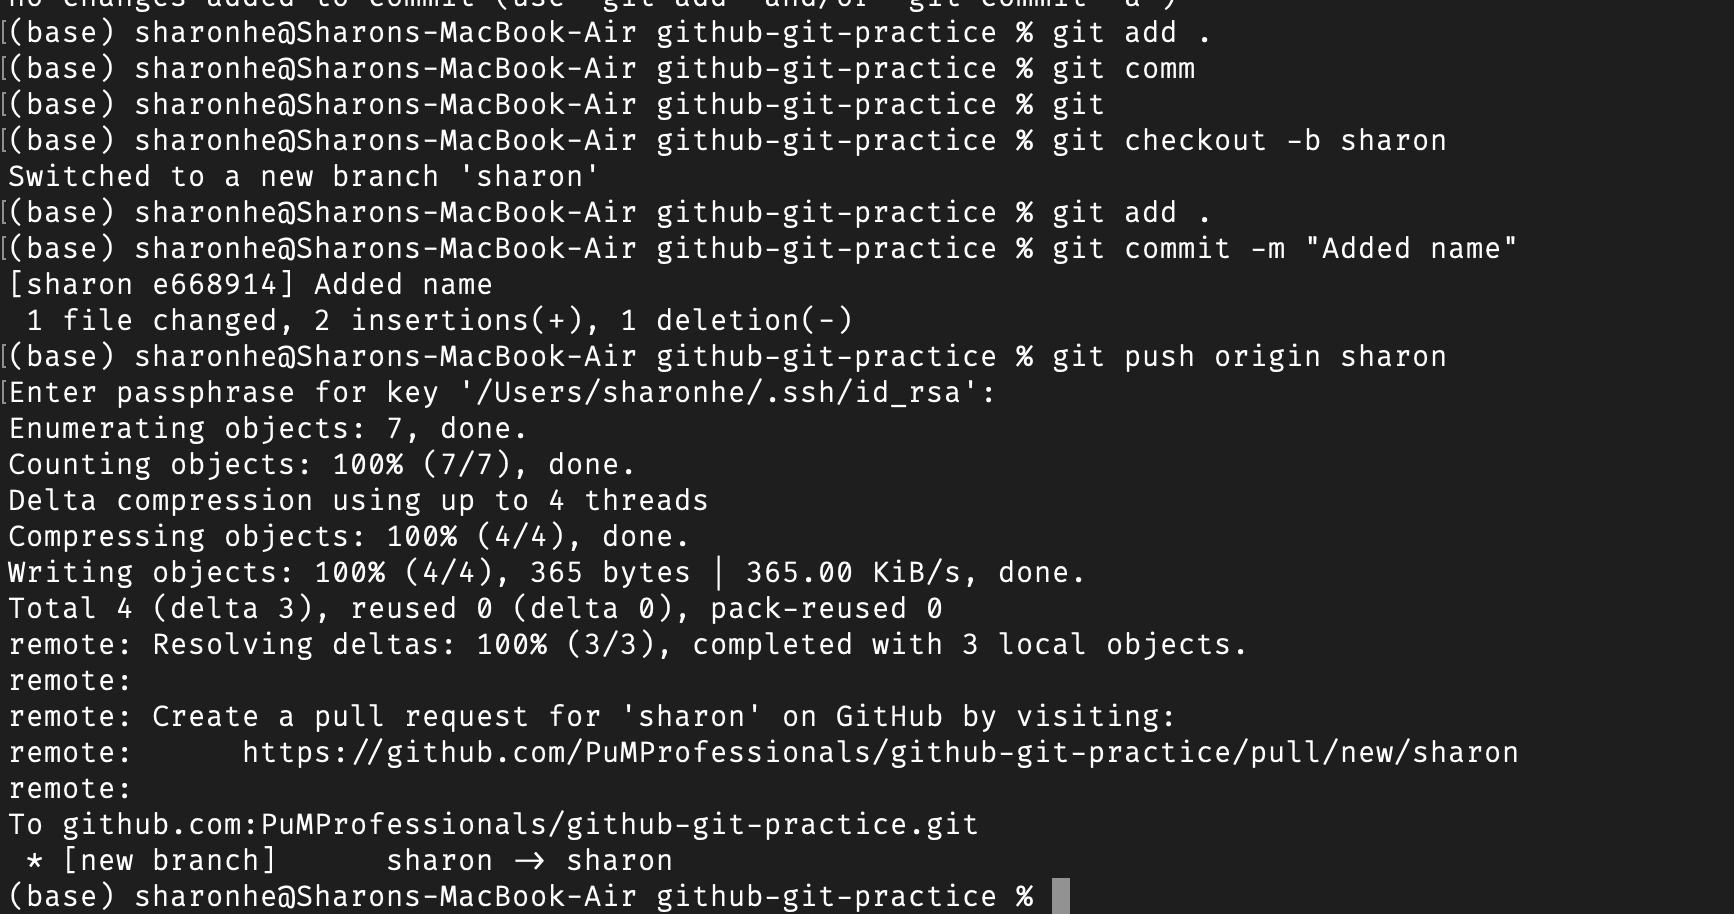 no changes added to commit (use "git add" and/or "git commit -a")
[(base) sharonhe@Sharons-MacBook-Air github-git-practice % git add .
[(base) sharonhe@Sharons-MacBook-Air github-git-practice % git comm
[(base) sharonhe@Sharons-MacBook-Air github-git-practice % git
[(base) sharonhe@Sharons-MacBook-Air github-git-practice % git checkout -b sharon
Switched to a new branch 'sharon'
[(base) sharonhe@Sharons-MacBook-Air github-git-practice % git add .
[(base) sharonhe@Sharons-MacBook-Air github-git-practice % git commit -m "Added name"
[sharon e668914] Added name
 1 file changed, 2 insertions(+), 1 deletion(-)
[(base) sharonhe@Sharons-MacBook-Air github-git-practice % git push origin sharon
[Enter passphrase for key '/Users/sharonhe/.ssh/id_rsa':
Enumerating objects: 7, done.
Counting objects: 100% (7/7), done.
Delta compression using up to 4 threads
Compressing objects: 100% (4/4), done.
Writing objects: 100% (4/4), 365 bytes | 365.00 KiB/s, done.
Total 4 (delta 3), reused 0 (delta 0), pack-reused 0
remote: Resolving deltas: 100% (3/3), completed with 3 local objects.
remote:
remote: Create a pull request for 'sharon' on GitHub by visiting:
remote:      https://github.com/PuMProfessionals/github-git-practice/pull/new/sharon
remote:
To github.com:PuMProfessionals/github-git-practice.git
 * [new branch]      sharon -> sharon
(base) sharonhe@Sharons-MacBook-Air github-git-practice %